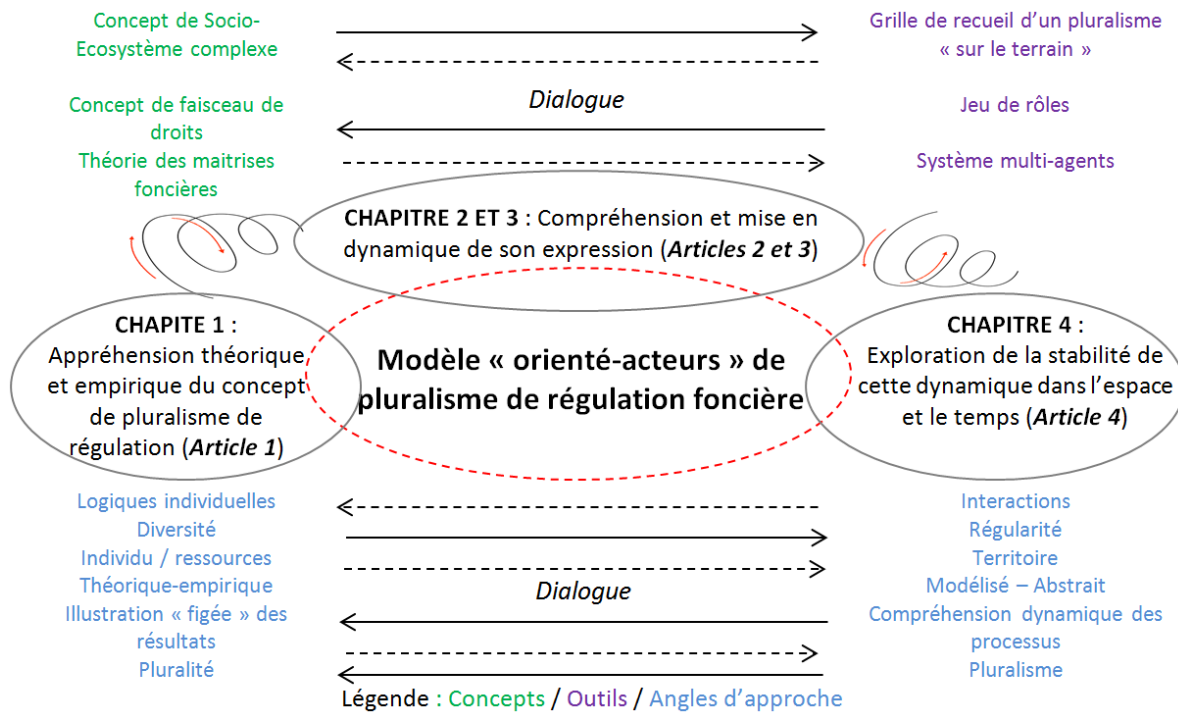 Concept de Socio-
Ecosystème complexe
Grille de recueil d'un pluralisme
« sur le terrain »
Dialogue
Concept de faisceau de
droits
Théorie des maitrises
foncières
Jeu de rôles
Système multi-agents
CHAPITRE 2 ET 3 : Compréhension et mise en
dynamique de son expression (Articles 2 et 3)
CHAPITE 1 :
Appréhension théorique
et empirique du concept
de pluralisme de
régulation (Article 1)
Modèle « orienté-acteurs » de
pluralisme de régulation foncière
CHAPITRE 4 :
Exploration de la stabilité de
cette dynamique dans l'espace
et le temps (Article 4)
Logiques individuelles
Diversité
Individu / ressources
Théorique-empirique
Illustration « figée » des
résultats
Pluralité
Dialogue
Interactions
Régularité
Territoire
Modélisé – Abstrait
Compréhension dynamique des
processus
Pluralisme
Légende : Concepts / Outils / Angles d'approche